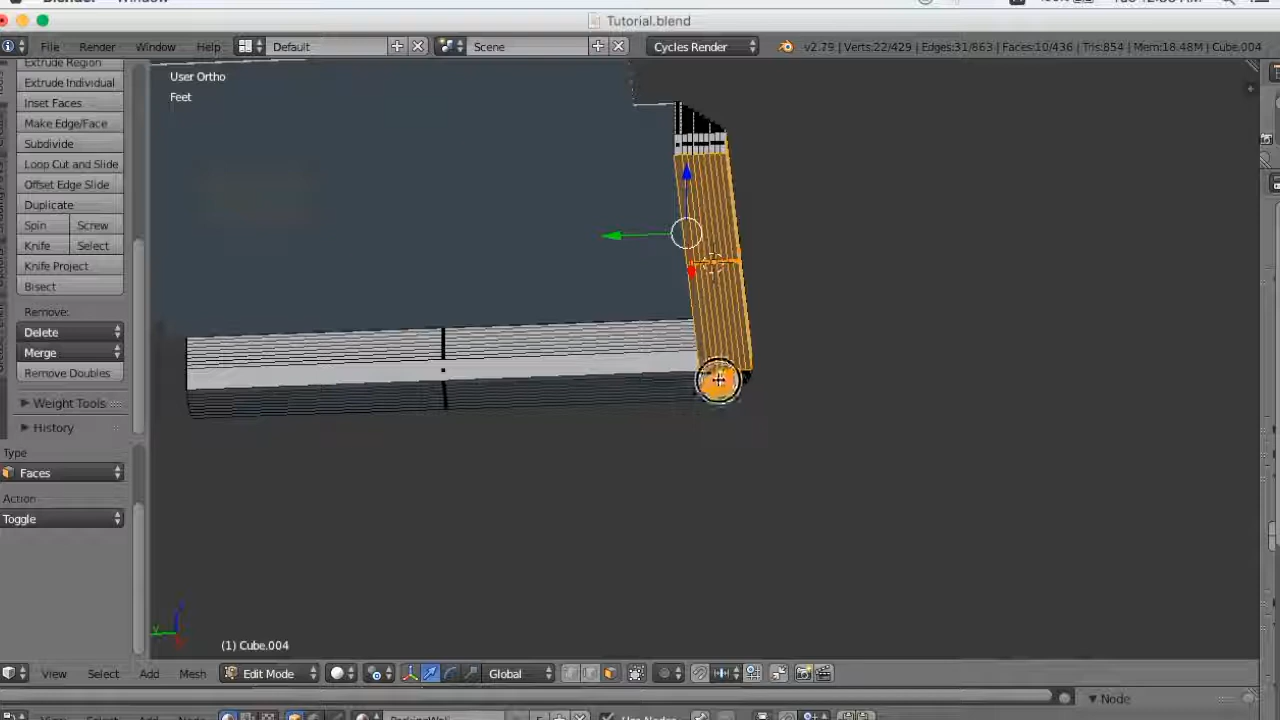 Tutorial.blend
File Render Window Help Default Scene Cycles Render v2.79 | Verts:22/429 | Edges:31/863 | Faces:10/436 | Tris:854 | Mem:18.48M | Cube.004
Extrude Region
Extrude Individual
Inset Faces
Make Edge/Face
Subdivide
Loop Cut and Slide
Offset Edge Slide
Duplicate
Spin Screw
Knife Select
Knife Project
Bisect
Remove:
Delete
Merge
Remove Doubles
Weight Tools
History
Type
Faces
Action
Toggle
User Ortho
Feet
(1) Cube.004
View Select Add Mesh Edit Mode Global
Node